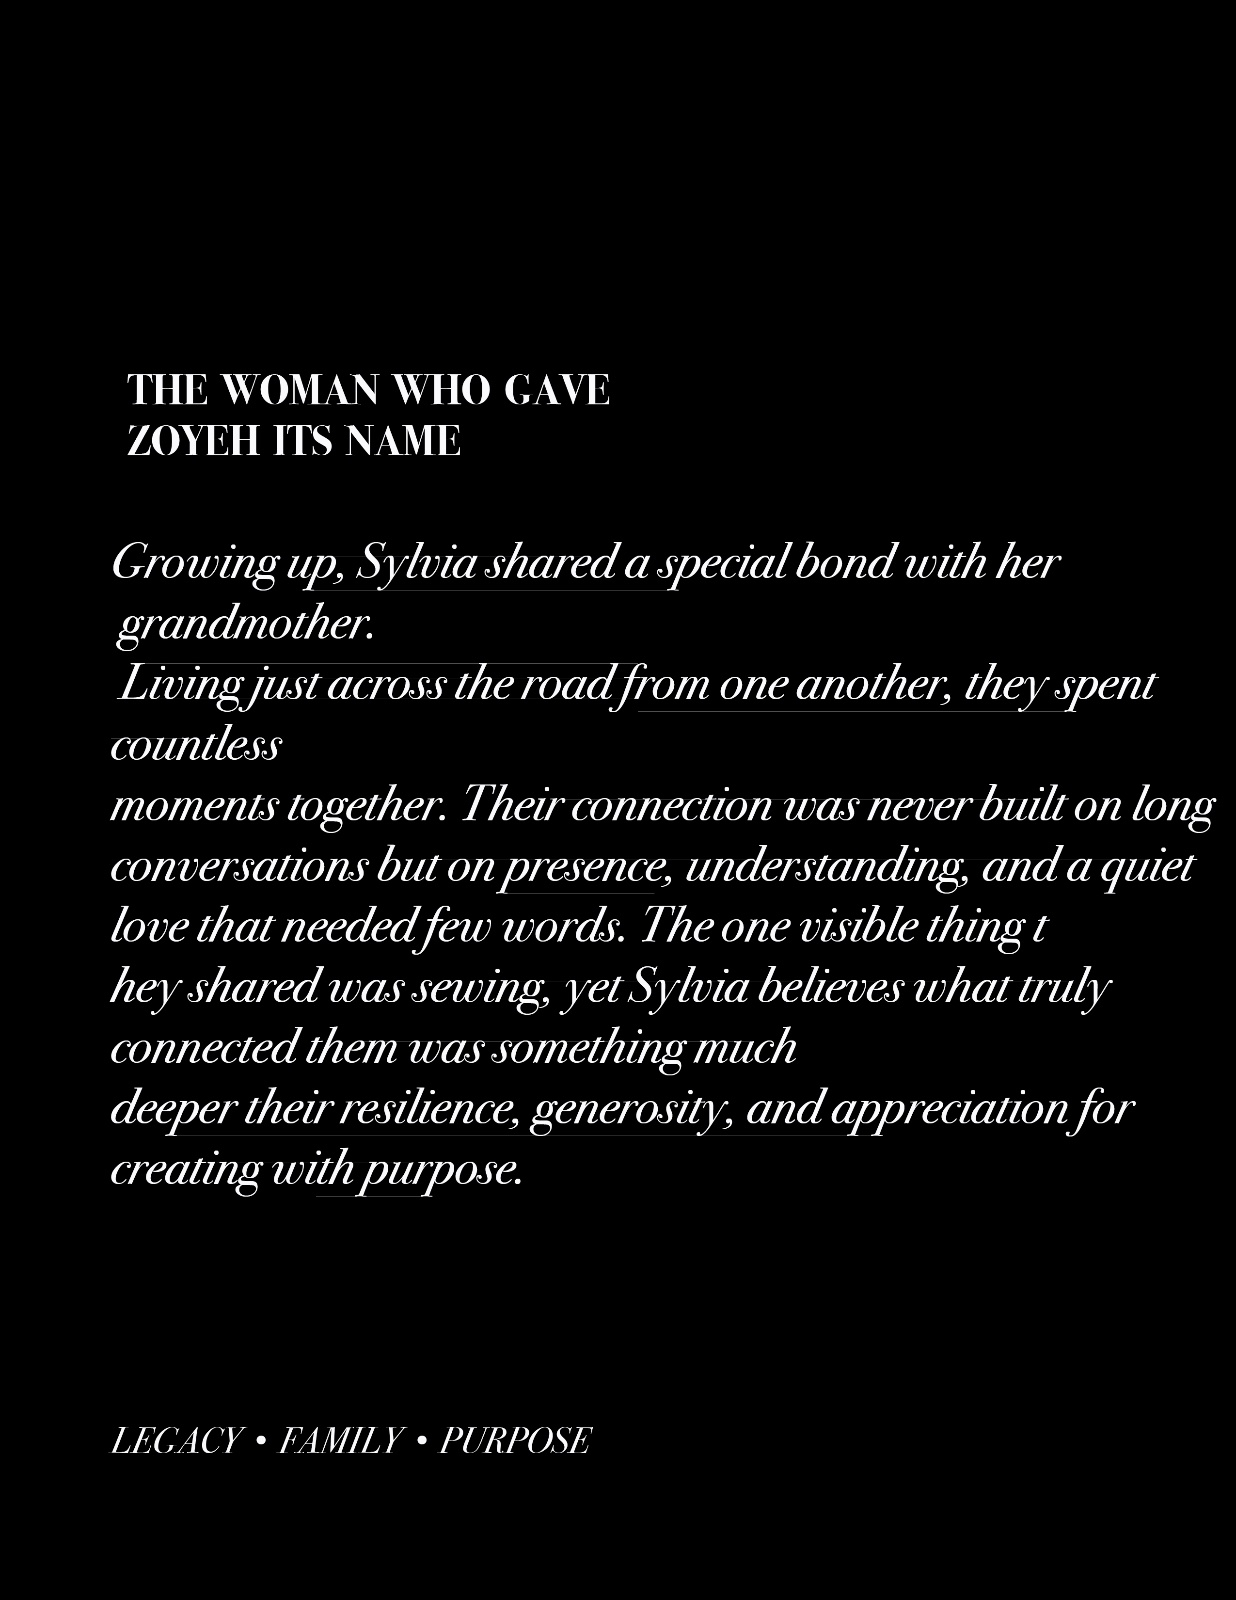 THE WOMAN WHO GAVE
ZOYEH ITS NAME
Growing up, Sylvia shared a special bond with her
grandmother.
Living just across the road from one another, they spent
countless
moments together. Their connection was never built on long
conversations but on presence, understanding, and a quiet
love that needed few words. The one visible thing t
hey shared was sewing, yet Sylvia believes what truly
connected them was something much
deeper their resilience, generosity, and appreciation for
creating with purpose.
LEGACY • FAMILY • PURPOSE